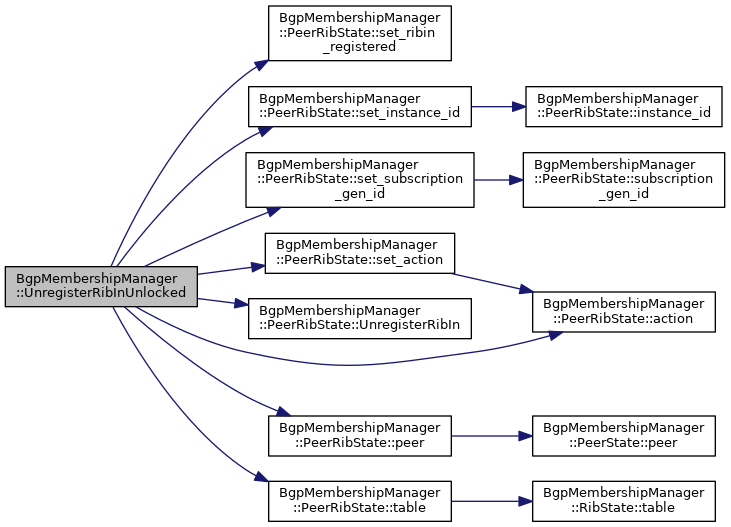 BgpMembershipManager
::PeerRibState::set_ribin
_registered
BgpMembershipManager
::PeerRibState::set_instance_id
BgpMembershipManager
::PeerRibState::instance_id
BgpMembershipManager
::PeerRibState::set_subscription
_gen_id
BgpMembershipManager
::PeerRibState::subscription
_gen_id
BgpMembershipManager
::PeerRibState::set_action
BgpMembershipManager
::UnregisterRibInUnlocked
BgpMembershipManager
::PeerRibState::UnregisterRibIn
BgpMembershipManager
::PeerRibState::action
BgpMembershipManager
::PeerRibState::peer
BgpMembershipManager
::PeerState::peer
BgpMembershipManager
::PeerRibState::table
BgpMembershipManager
::RibState::table